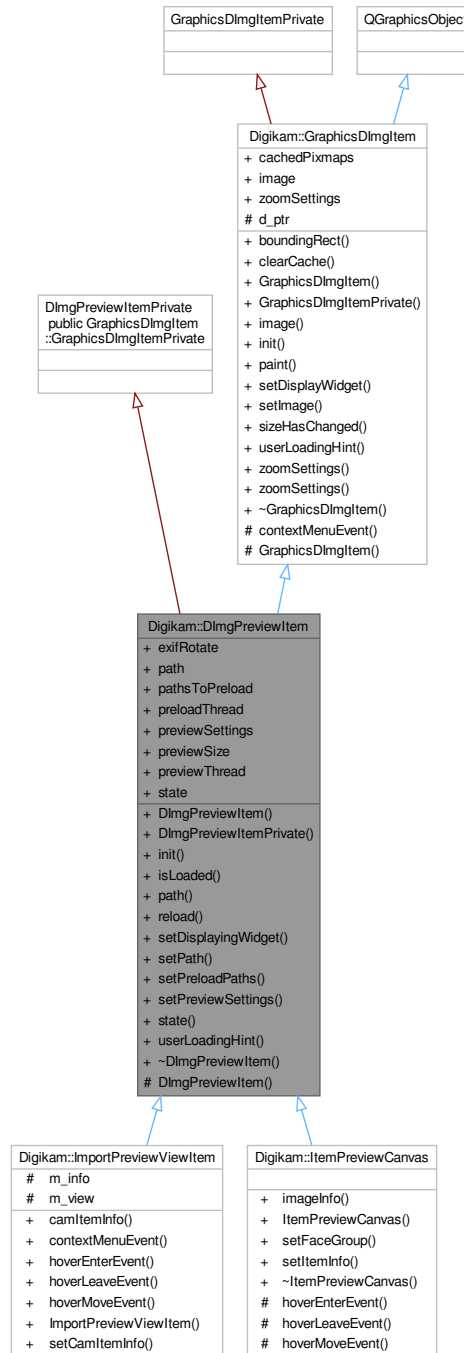 GraphicsDImgItemPrivate
QGraphicsObject
Digikam::GraphicsDImgItem
+ cachedPixmaps
+ image
+ zoomSettings
# d_ptr
+ boundingRect()
+ clearCache()
+ GraphicsDImgItem()
+ GraphicsDImgItemPrivate()
+ image()
+ init()
+ paint()
+ setDisplayWidget()
+ setImage()
+ sizeHasChanged()
+ userLoadingHint()
+ zoomSettings()
+ zoomSettings()
+ ~GraphicsDImgItem()
# contextMenuEvent()
# GraphicsDImgItem()
DImgPreviewItemPrivate
public GraphicsDImgItem
::GraphicsDImgItemPrivate
Digikam::DImgPreviewItem
+ exifRotate
+ path
+ pathsToPreload
+ preloadThread
+ previewSettings
+ previewSize
+ previewThread
+ state
+ DImgPreviewItem()
+ DImgPreviewItemPrivate()
+ init()
+ isLoaded()
+ path()
+ reload()
+ setDisplayingWidget()
+ setPath()
+ setPreloadPaths()
+ setPreviewSettings()
+ state()
+ userLoadingHint()
+ ~DImgPreviewItem()
# DImgPreviewItem()
Digikam::ImportPreviewViewItem
# m_info
# m_view
+ camItemInfo()
+ contextMenuEvent()
+ hoverEnterEvent()
+ hoverLeaveEvent()
+ hoverMoveEvent()
+ ImportPreviewViewItem()
+ setCamItemInfo()
Digikam::ItemPreviewCanvas
+ imageInfo()
+ ItemPreviewCanvas()
+ setFaceGroup()
+ setItemInfo()
+ ~ItemPreviewCanvas()
# hoverEnterEvent()
# hoverLeaveEvent()
# hoverMoveEvent()